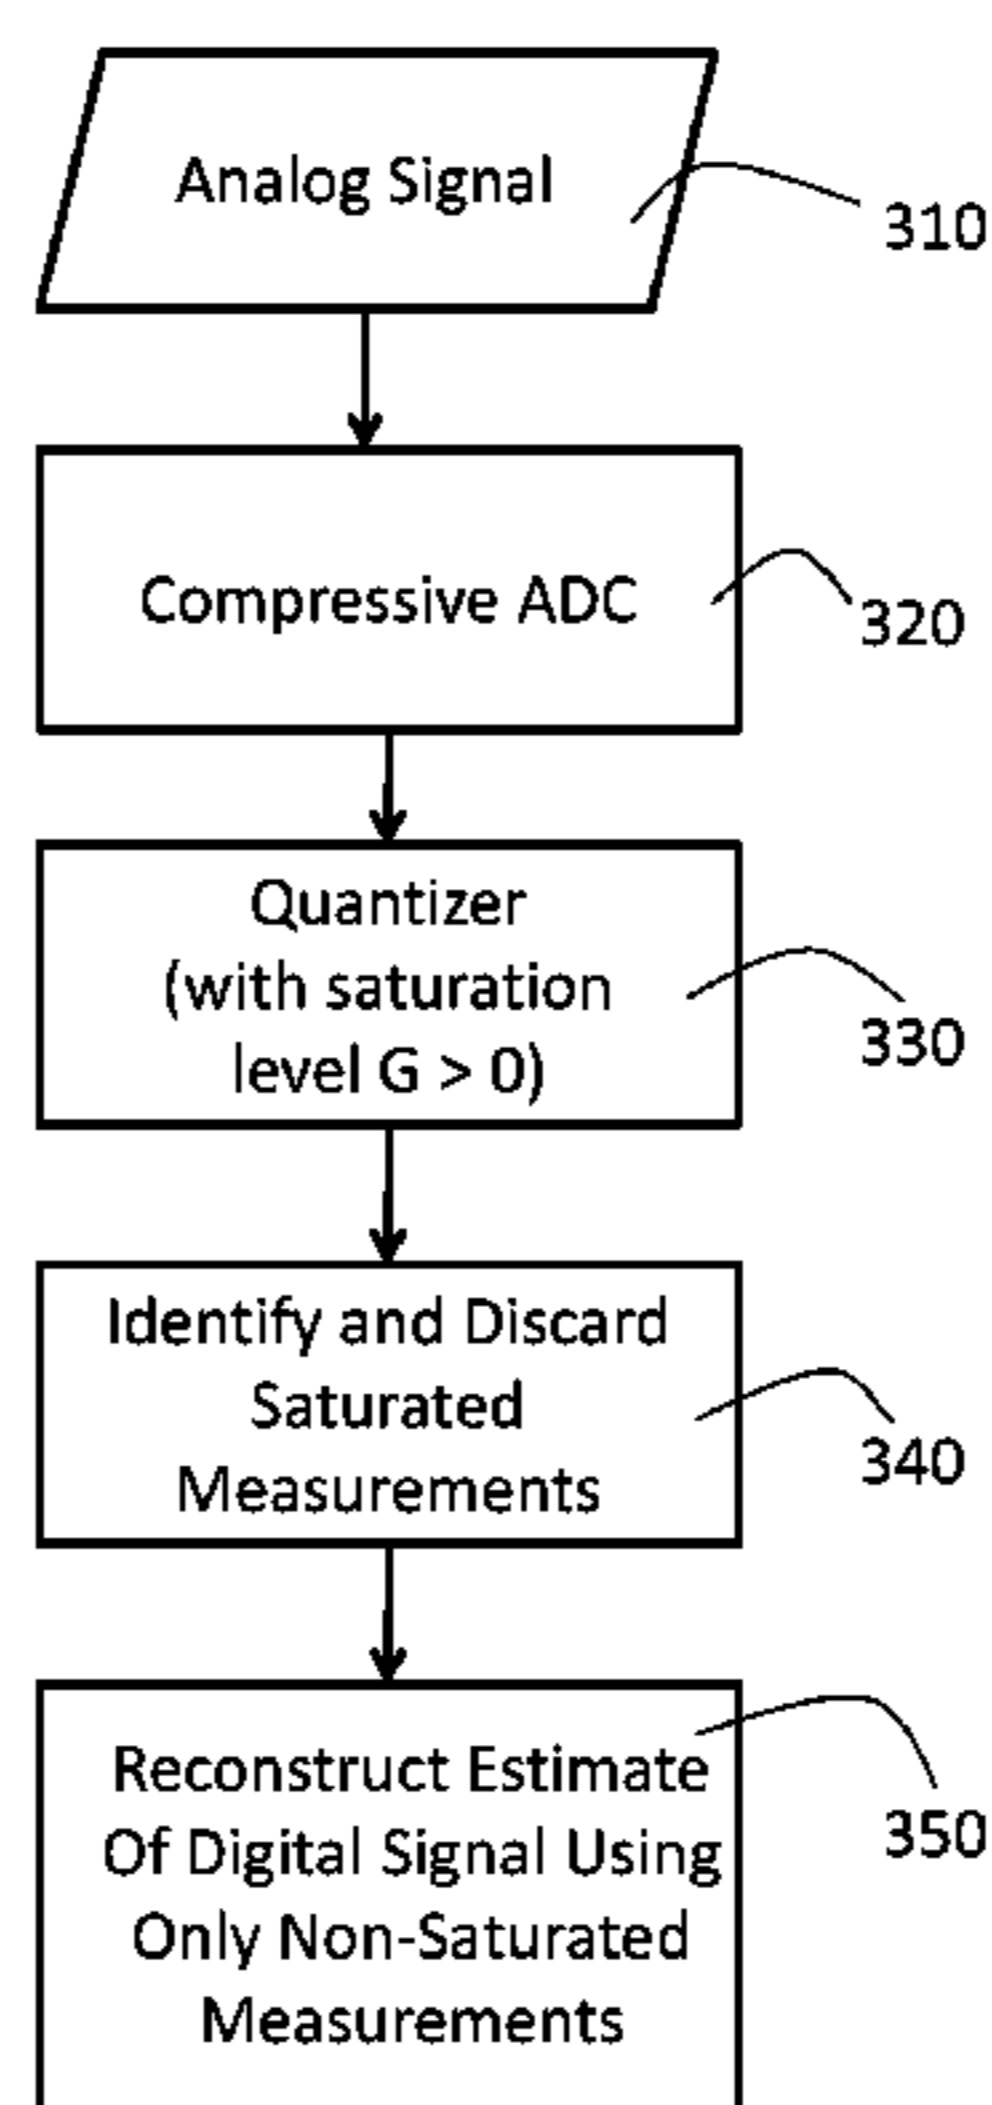 Analog Signal
310
Compressive ADC
320
Quantizer
(with saturation
level G > 0)
330
Identify and Discard
Saturated
Measurements
340
Reconstruct Estimate
Of Digital Signal Using
Only Non-Saturated
Measurements
350